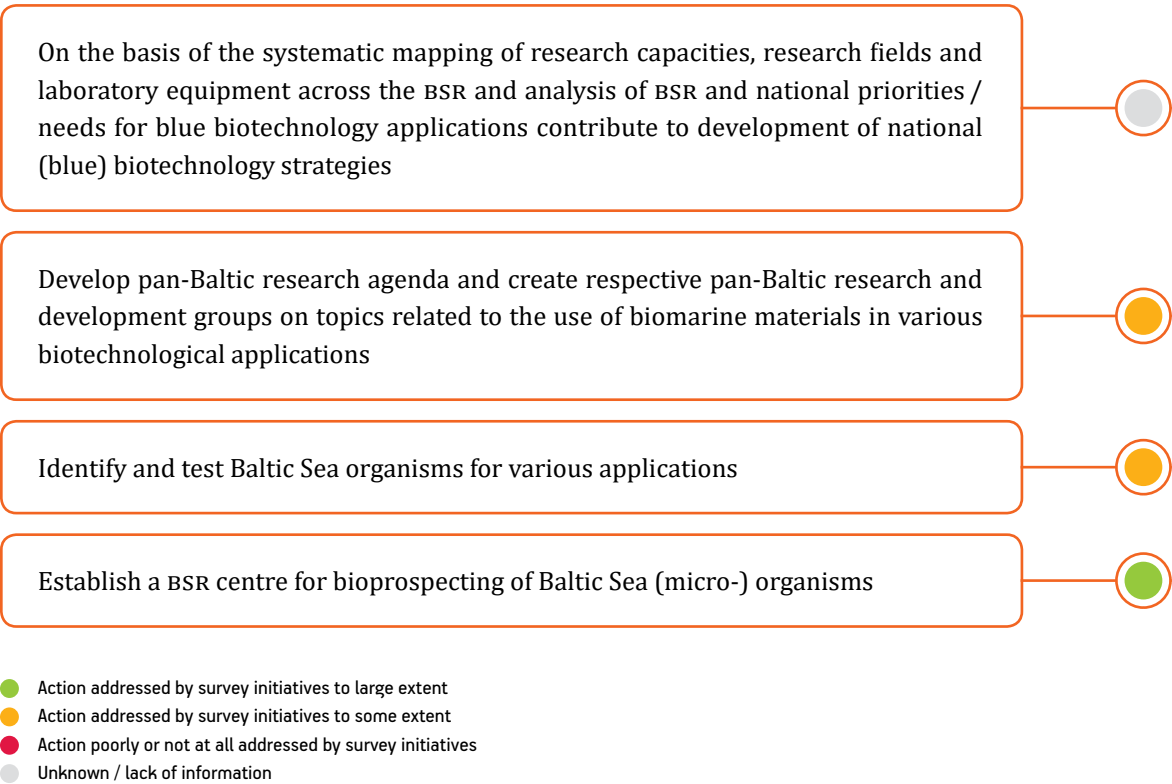 On the basis of the systematic mapping of research capacities, research fields and
laboratory equipment across the BSR and analysis of BSR and national priorities /
needs for blue biotechnology applications contribute to development of national
(blue) biotechnology strategies
Develop pan-Baltic research agenda and create respective pan-Baltic research and
development groups on topics related to the use of biomarine materials in various
biotechnological applications
Identify and test Baltic Sea organisms for various applications
Establish a BSR centre for bioprospecting of Baltic Sea (micro-) organisms
Action addressed by survey initiatives to large extent
Action addressed by survey initiatives to some extent
Action poorly or not at all addressed by survey initiatives
Unknown / lack of information